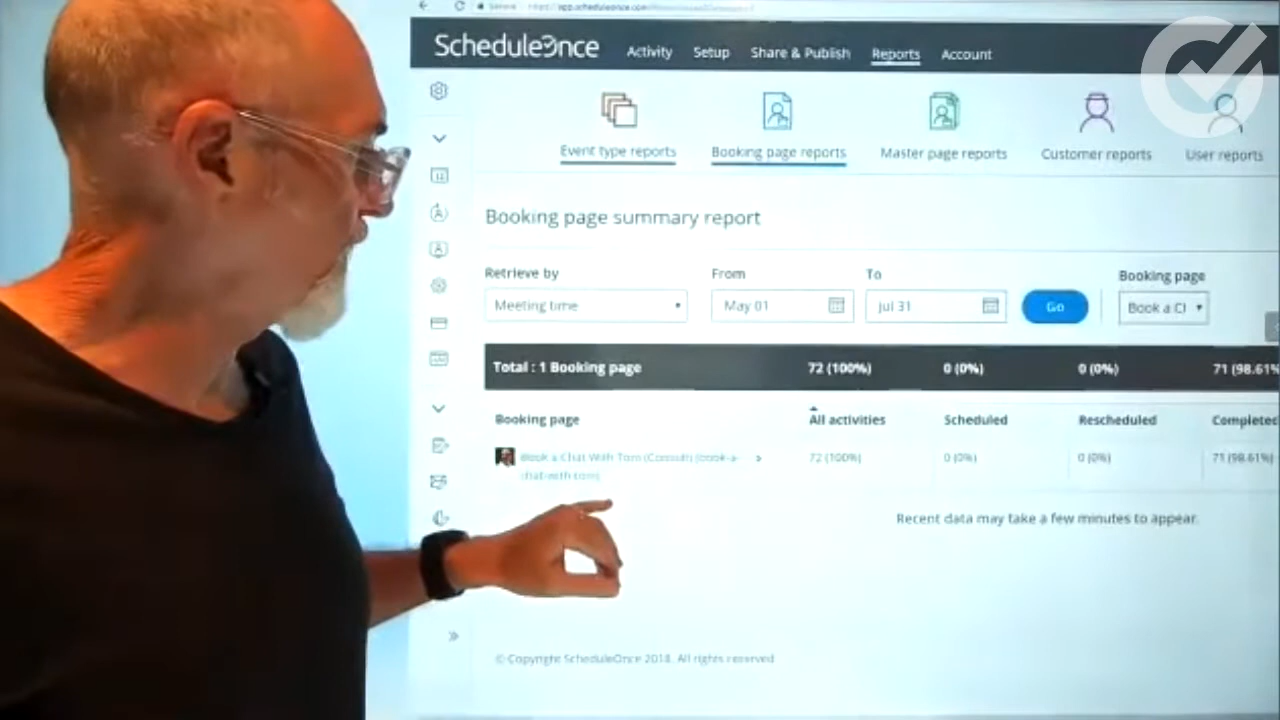 ScheduleOnce Activity Setup Share & Publish Reports Account
Event type reports Booking page reports Master page reports Customer reports User reports
Booking page summary report
Retrieve by From To Booking page
Meeting time May 01 Jul 31 Go Book a Cl
Total : 1 Booking page 72 (100%) 0 (0%) 0 (0%) 71 (98.61%
Booking page All activities Scheduled Rescheduled Completed
Book a Chat With Tom (Consult) (book-a- 72 (100%) 0 (0%) 0 (0%) 71 (98.61%)
chat-with-tom)
Recent data may take a few minutes to appear.
© Copyright ScheduleOnce 2018. All rights reserved